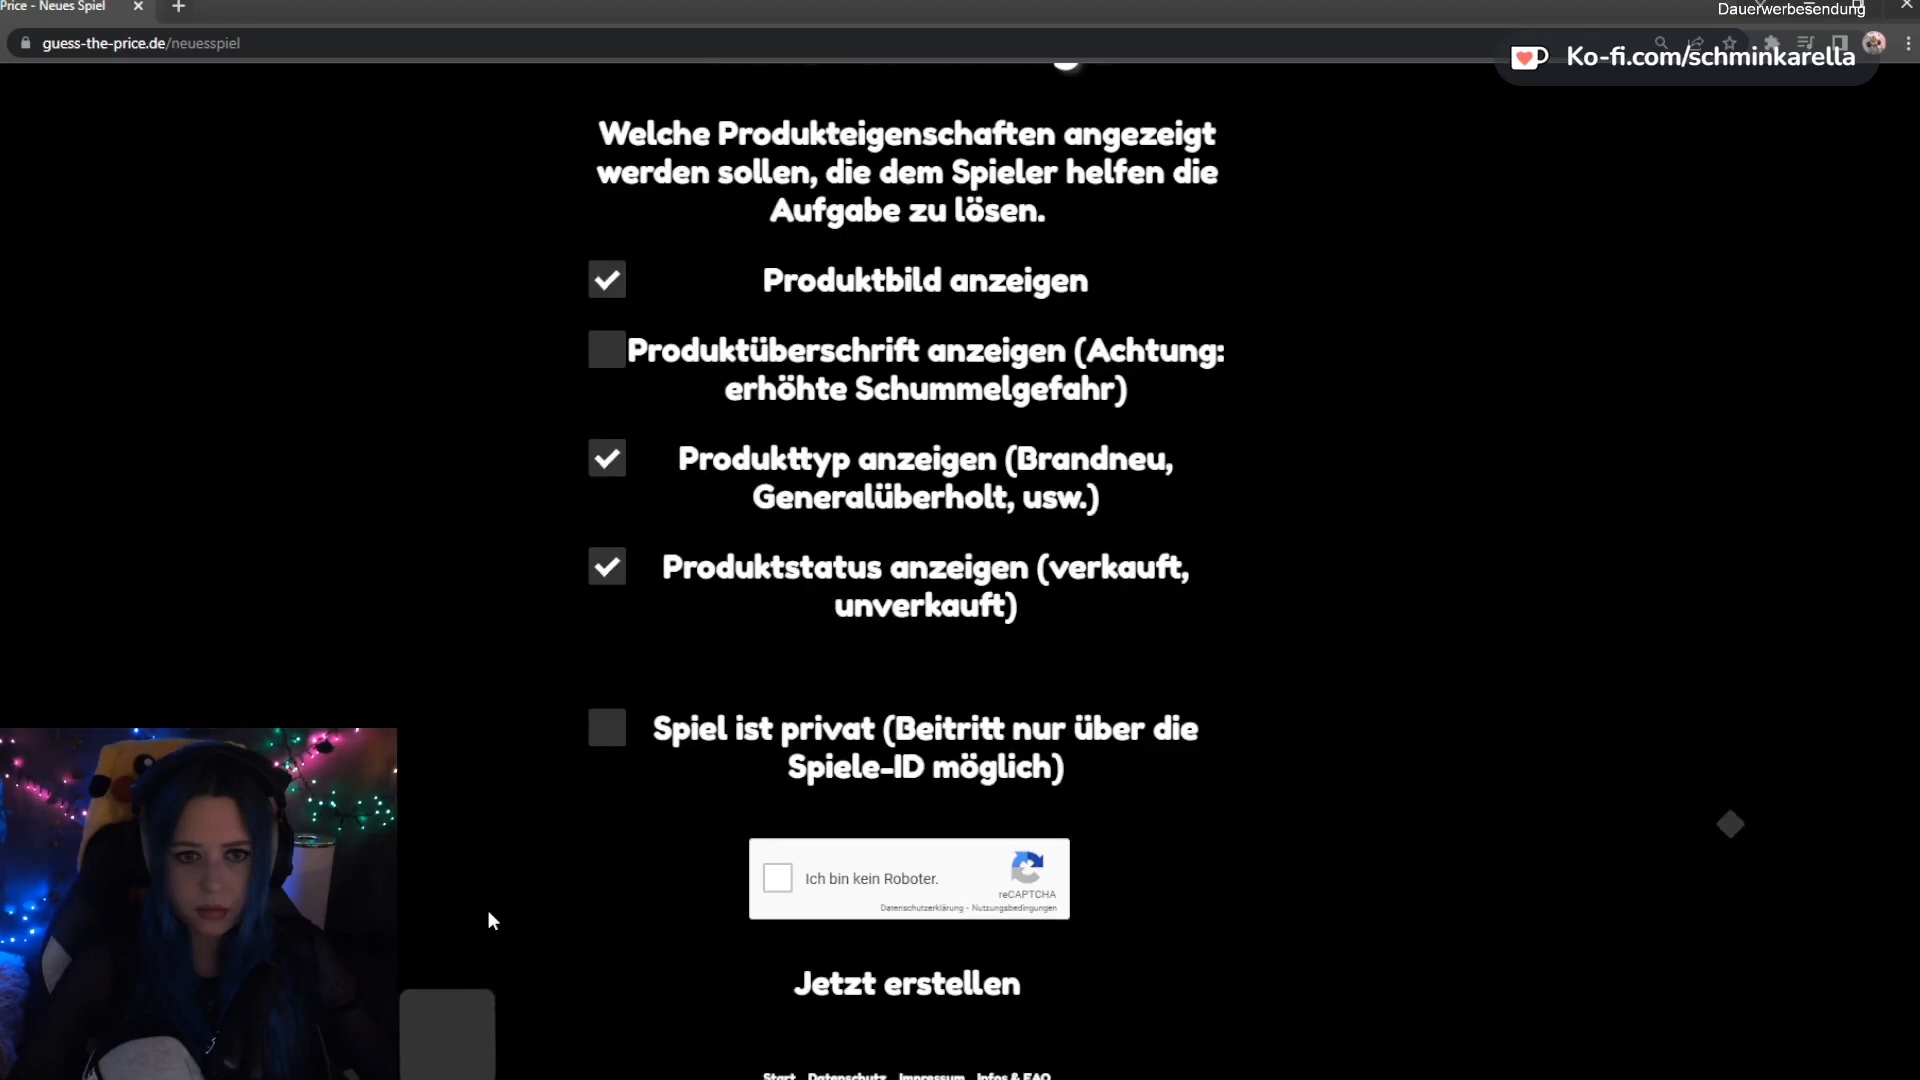 Price - Neues Spiel
Dauerwerbesendung
guess-the-price.de/neuesspiel
Ko-fi.com/schminkarella
Welche Produkteigenschaften angezeigt
werden sollen, die dem Spieler helfen die
Aufgabe zu lösen.
Produktbild anzeigen
Produktüberschrift anzeigen (Achtung:
erhöhte Schummelgefahr)
Produkttyp anzeigen (Brandneu,
Generalüberholt, usw.)
Produktstatus anzeigen (verkauft,
unverkauft)
Spiel ist privat (Beitritt nur über die
Spiele-ID möglich)
Ich bin kein Roboter.
reCAPTCHA
Datenschutzerklärung - Nutzungsbedingungen
Jetzt erstellen
Start Datenschutz Impressum Infos & FAQ